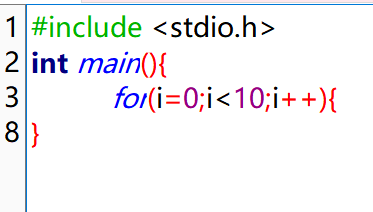 1 #include <stdio.h>
2 int main(){
3 for(i=0;i<10;i++){
8 }